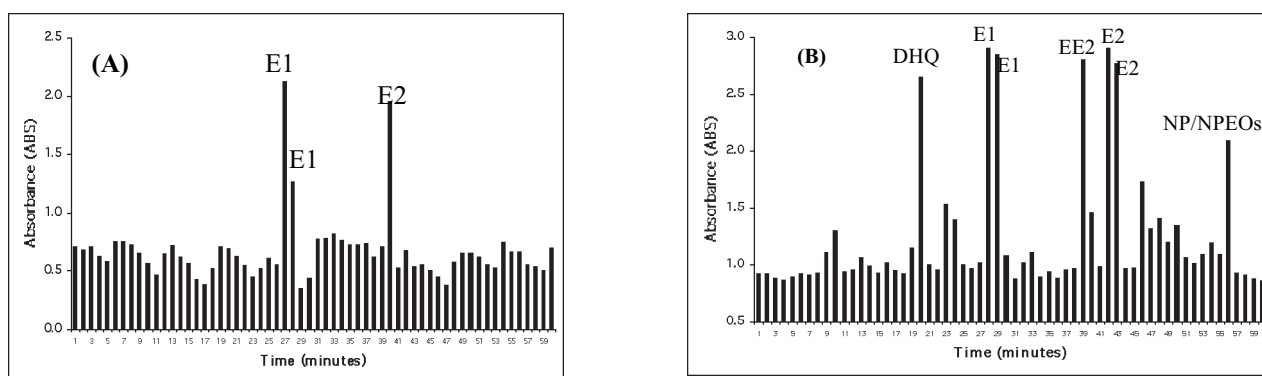 (A)
E1
E1
E2
2.5
2.0
1.5
1.0
0.5
0.0
Absorbance (ABS)
1 3 5 7 9 11 13 15 17 19 21 23 25 27 29 31 33 35 37 39 41 43 45 47 49 51 53 55 57 59
Time (minutes)
(B)
DHQ
E1
E1
EE2
E2
E2
NP/NPEOs
3.0
2.5
2.0
1.5
1.0
0.5
Absorbance (ABS)
1 3 5 7 9 11 13 15 17 19 21 23 25 27 29 31 33 35 37 39 41 43 45 47 49 51 53 55 57 59
Time (minutes)